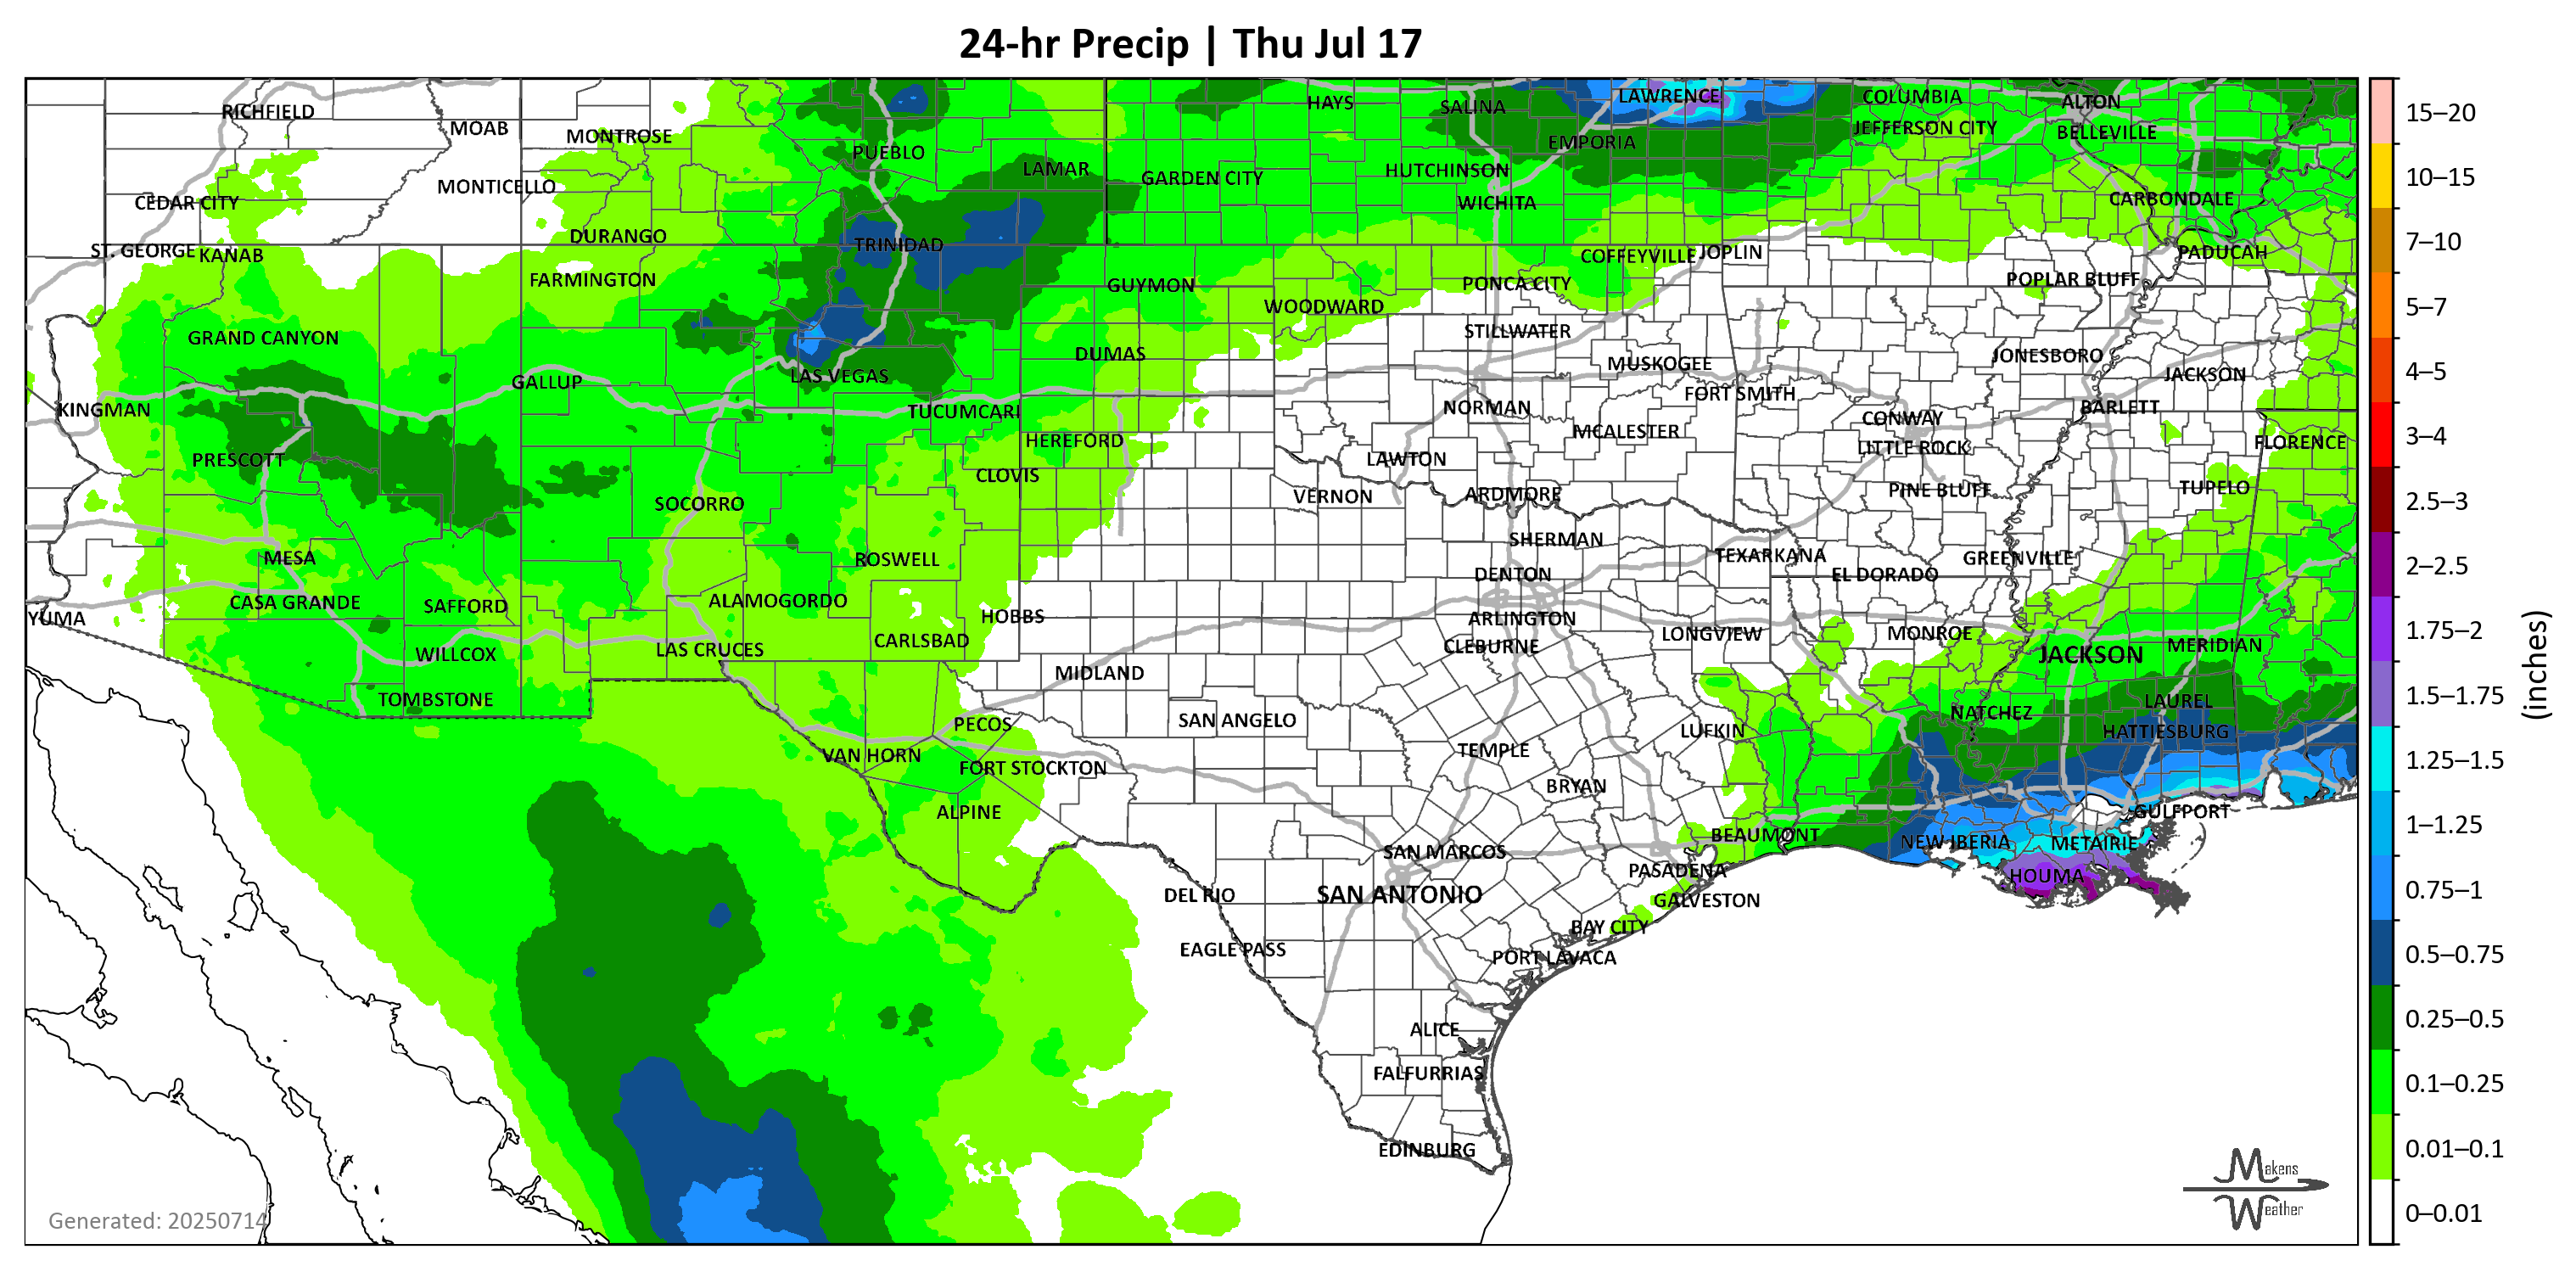 24-hr Precip | Thu Jul 17
RICHFIELD
MOAB
MONTROSE
PUEBLO
LAMAR
HAYS
SALINA
LAWRENCE
COLUMBIA
ALTON
JEFFERSON CITY
BELLEVILLE
EMPORIA
HUTCHINSON
GARDEN CITY
MONTICELLO
CEDAR CITY
WICHITA
CARBONDALE
DURANGO
TRINIDAD
ST. GEORGE
KANAB
COFFEYVILLE
JOPLIN
PADUCAH
FARMINGTON
GUYMON
PONCA CITY
POPLAR BLUFF
WOODWARD
GRAND CANYON
STILLWATER
DUMAS
MUSKOGEE
JONESBORO
GALLUP
LAS VEGAS
FORT SMITH
JACKSON
KINGMAN
TUCUMCARI
NORMAN
CONWAY
BARLETT
HEREFORD
MCALESTER
LITTLE ROCK
FLORENCE
PRESCOTT
CLOVIS
LAWTON
SOCORRO
VERNON
ARDMORE
PINE BLUFF
TUPELO
MESA
ROSWELL
SHERMAN
TEXARKANA
GREENVILLE
DENTON
EL DORADO
CASA GRANDE
SAFFORD
ALAMOGORDO
HOBBS
ARLINGTON
YUMA
CARLSBAD
CLEBURNE
LONGVIEW
MONROE
WILLCOX
LAS CRUCES
JACKSON
MERIDIAN
MIDLAND
TOMBSTONE
LAUREL
PECOS
SAN ANGELO
NATCHEZ
LUFKIN
HATTIESBURG
VAN HORN
FORT STOCKTON
TEMPLE
BRYAN
ALPINE
GULFPORT
BEAUMONT
NEW IBERIA
METAIRIE
SAN MARCOS
PASADENA
HOUMA
DEL RIO
SAN ANTONIO
GALVESTON
BAY CITY
EAGLE PASS
PORT LAVACA
ALICE
FALFURRIAS
EDINBURG
Generated: 20250714
Makens
Weather
15–20
10–15
7–10
5–7
4–5
3–4
2.5–3
2–2.5
1.75–2
1.5–1.75
1.25–1.5
1–1.25
0.75–1
0.5–0.75
0.25–0.5
0.1–0.25
0.01–0.1
0–0.01
(inches)